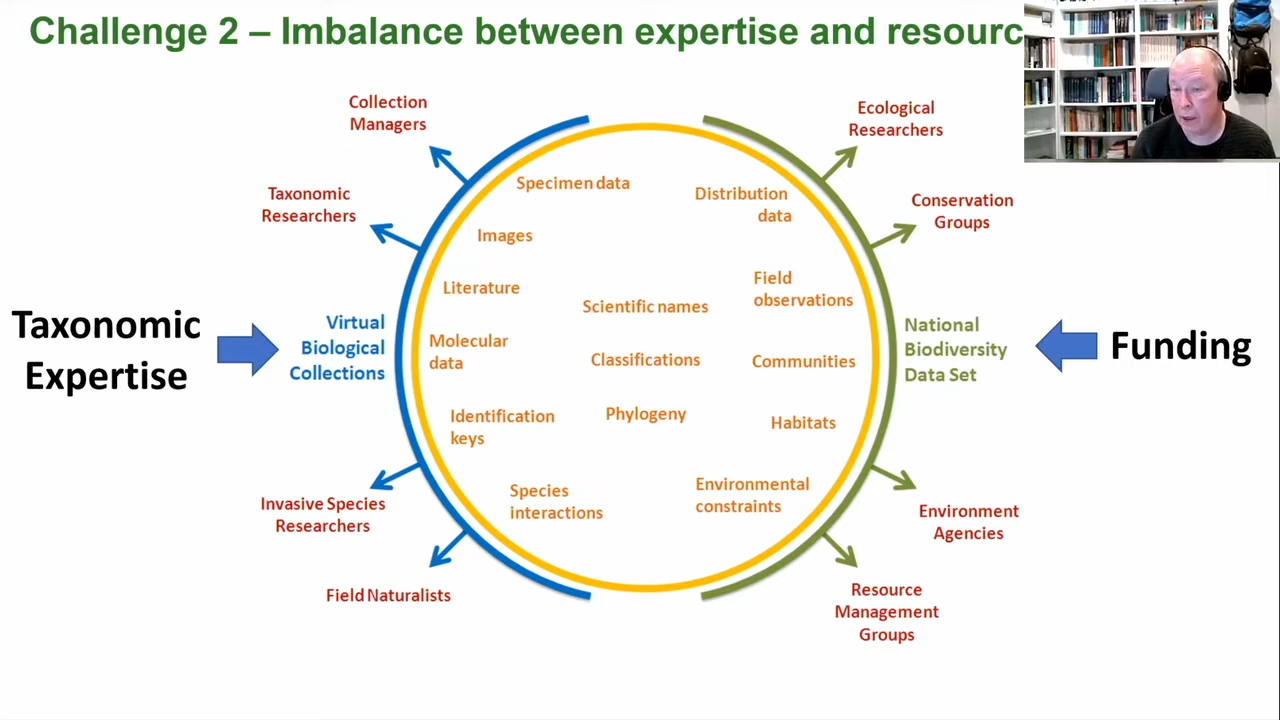 Challenge 2 – Imbalance between expertise and
Collection
Managers
Ecological
Researchers
Taxonomic
Researchers
Conservation
Groups
Specimen data
Distribution
data
Images
Literature
Field
observations
Scientific names
Taxonomic
Expertise
Virtual
Biological
Collections
Molecular
data
Classifications
Communities
National
Biodiversity
Data Set
Funding
Identification
keys
Phylogeny
Habitats
Species
interactions
Environmental
constraints
Invasive Species
Researchers
Environment
Agencies
Field Naturalists
Resource
Management
Groups